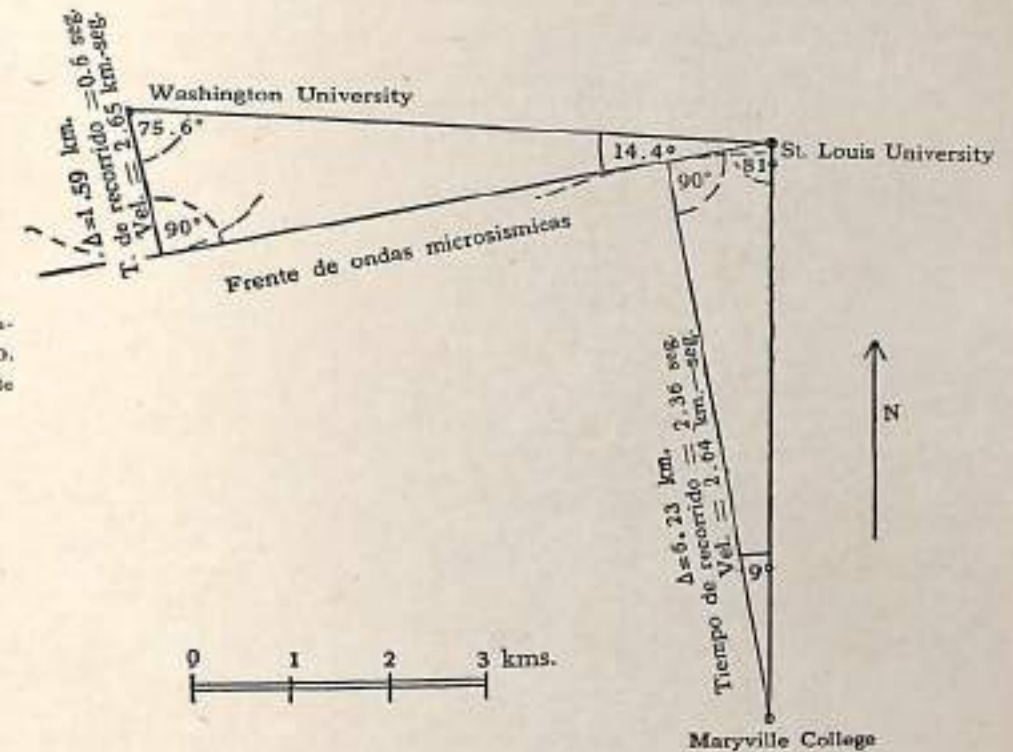 Washington University
Δ=1.59 km.
T. de recorrido =0.6 seg.
Vel. = 2.65 km.-seg.
75.6°
14.4°
St. Louis University
90°
81°
90°
Frente de ondas microsismicas
Δ=6.23 km.
Tiempo de recorrido = 2.36 seg.
Vel. = 2.64 km.-seg.
N
9°
0 1 2 3 kms.
Maryville College